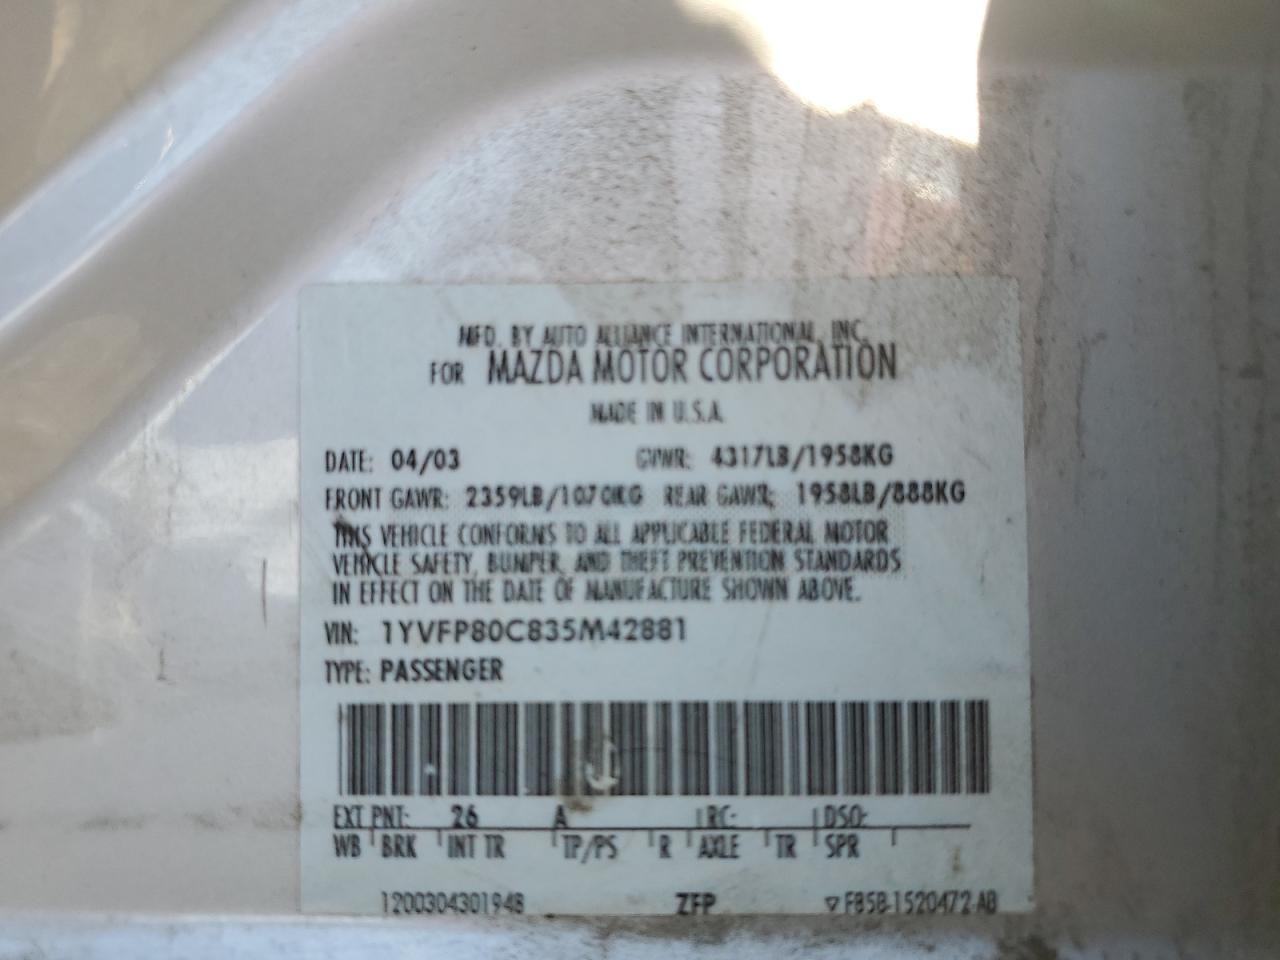 MFD. BY AUTO ALLIANCE INTERNATIONAL, INC.
FOR MAZDA MOTOR CORPORATION
MADE IN U.S.A.
DATE: 04/03 GVWR: 4317LB/1958KG
FRONT GAWR: 2359LB/1070KG REAR GAWR: 1958LB/888KG
THIS VEHICLE CONFORMS TO ALL APPLICABLE FEDERAL MOTOR
VEHICLE SAFETY, BUMPER, AND THEFT PREVENTION STANDARDS
IN EFFECT ON THE DATE OF MANUFACTURE SHOWN ABOVE.
VIN: 1YVFP80C835M42881
TYPE: PASSENGER
EXT PNT: 26 A RC: DSO:
WB BRK INT TR TP/PS R AXLE TR SPR
1200304301948 ZFP ▽ F85B-1520472-AB